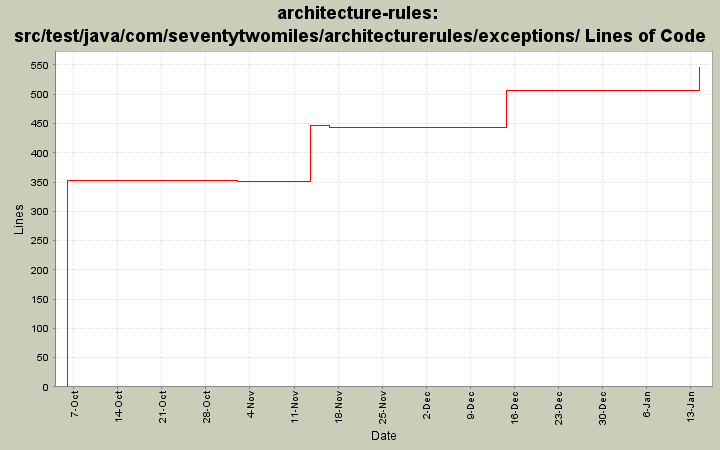 architecture-rules:
src/test/java/com/seventytwomiles/architecturerules/exceptions/ Lines of Code
550
500
450
400
350
300
250
200
150
100
50
0
Lines
7-Oct
14-Oct
21-Oct
28-Oct
4-Nov
11-Nov
18-Nov
25-Nov
2-Dec
9-Dec
16-Dec
23-Dec
30-Dec
6-Jan
13-Jan
Date